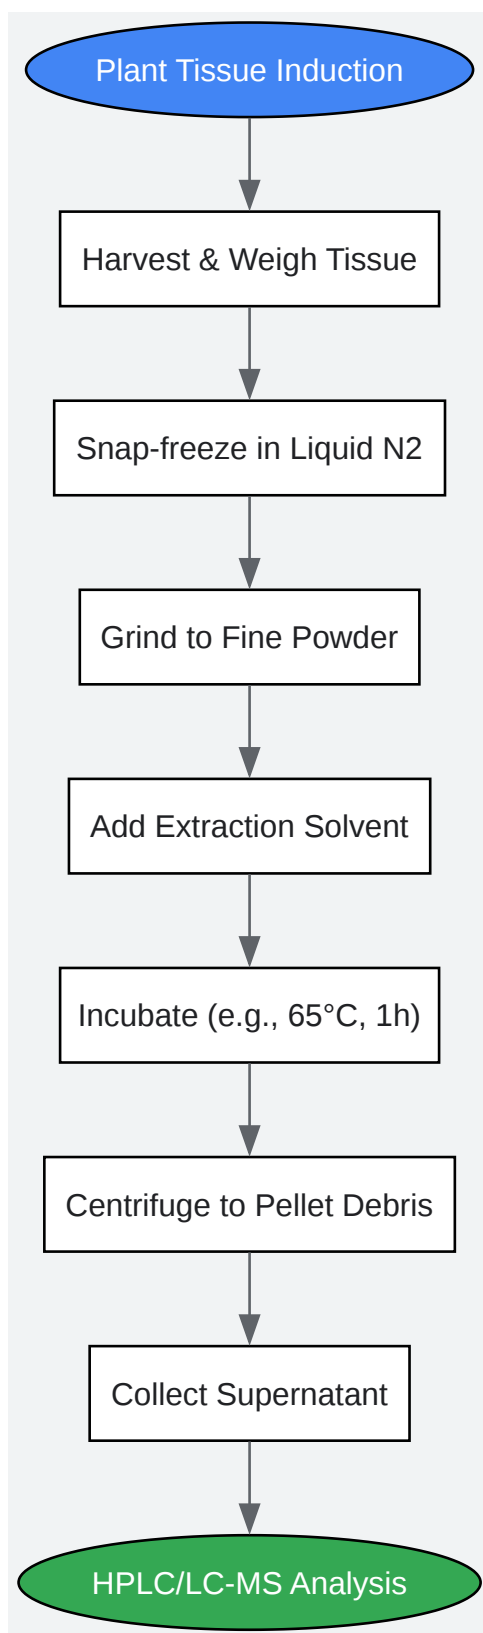 Plant Tissue Induction
Harvest & Weigh Tissue
Snap-freeze in Liquid N2
Grind to Fine Powder
Add Extraction Solvent
Incubate (e.g., 65°C, 1h)
Centrifuge to Pellet Debris
Collect Supernatant
HPLC/LC-MS Analysis